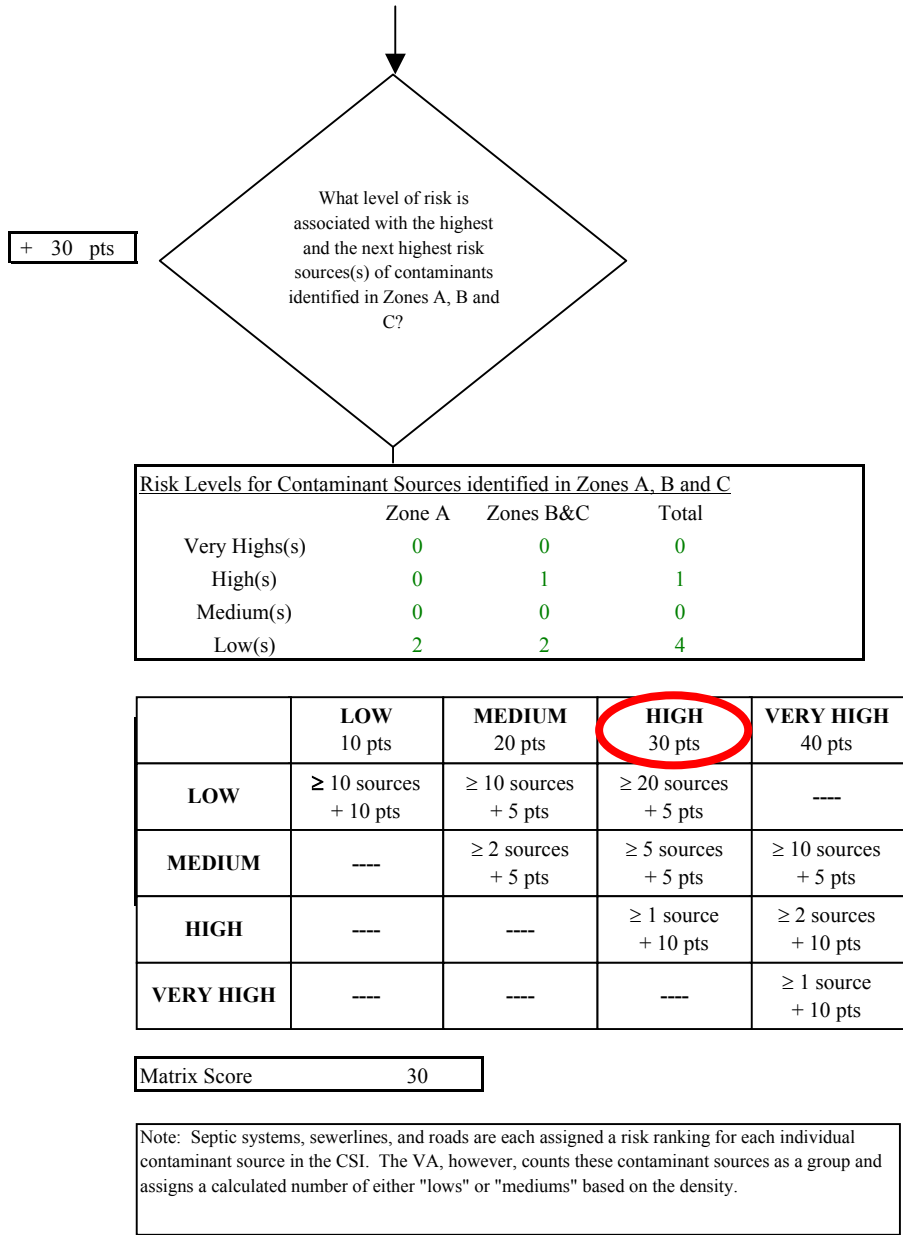 What level of risk is
associated with the highest
and the next highest risk
sources(s) of contaminants
identified in Zones A, B and
C?
+ 30 pts
Risk Levels for Contaminant Sources identified in Zones A, B and C
Zone A Zones B&C Total
Very Highs(s) 0 0 0
High(s) 0 1 1
Medium(s) 0 0 0
Low(s) 2 2 4
LOW MEDIUM HIGH VERY HIGH
10 pts 20 pts 30 pts 40 pts
LOW ≥ 10 sources ≥ 10 sources ≥ 20 sources ----
+ 10 pts + 5 pts + 5 pts
MEDIUM ---- ≥ 2 sources ≥ 5 sources ≥ 10 sources
+ 5 pts + 5 pts + 5 pts
HIGH ---- ---- ≥ 1 source ≥ 2 sources
+ 10 pts + 10 pts
VERY HIGH ---- ---- ---- ≥ 1 source
+ 10 pts
Matrix Score 30
Note: Septic systems, sewerlines, and roads are each assigned a risk ranking for each individual
contaminant source in the CSI. The VA, however, counts these contaminant sources as a group and
assigns a calculated number of either "lows" or "mediums" based on the density.